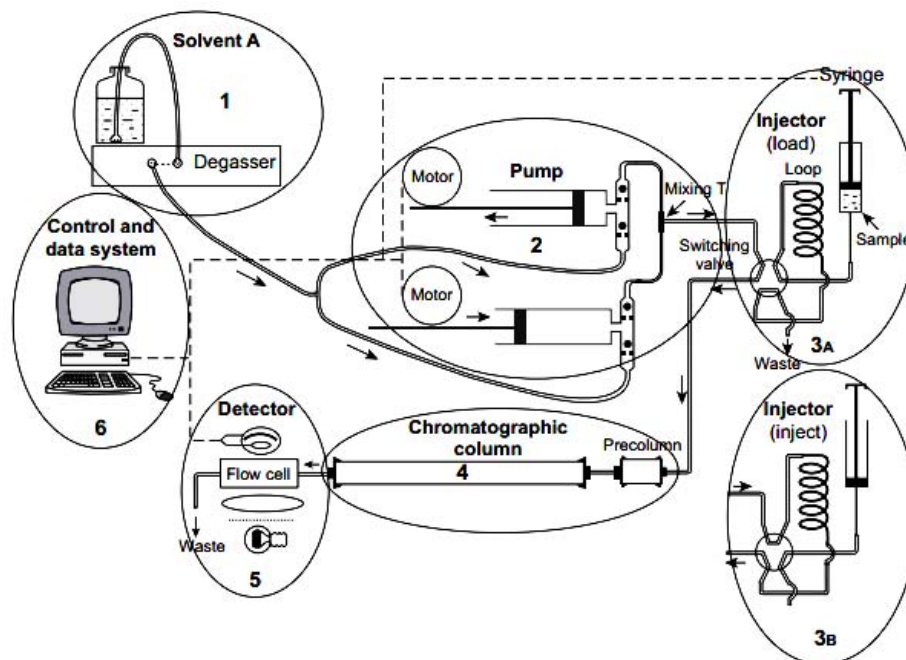 Solvent A
1
Degasser
Control and
data system
6
Motor
Pump
2
Motor
Mixing T
Switching
valve
Syringe
Injector
(load)
Loop
Sample
3A
Waste
Detector
Flow cell
Waste
5
Chromatographic
column
4
Precolumn
Injector
(inject)
3B